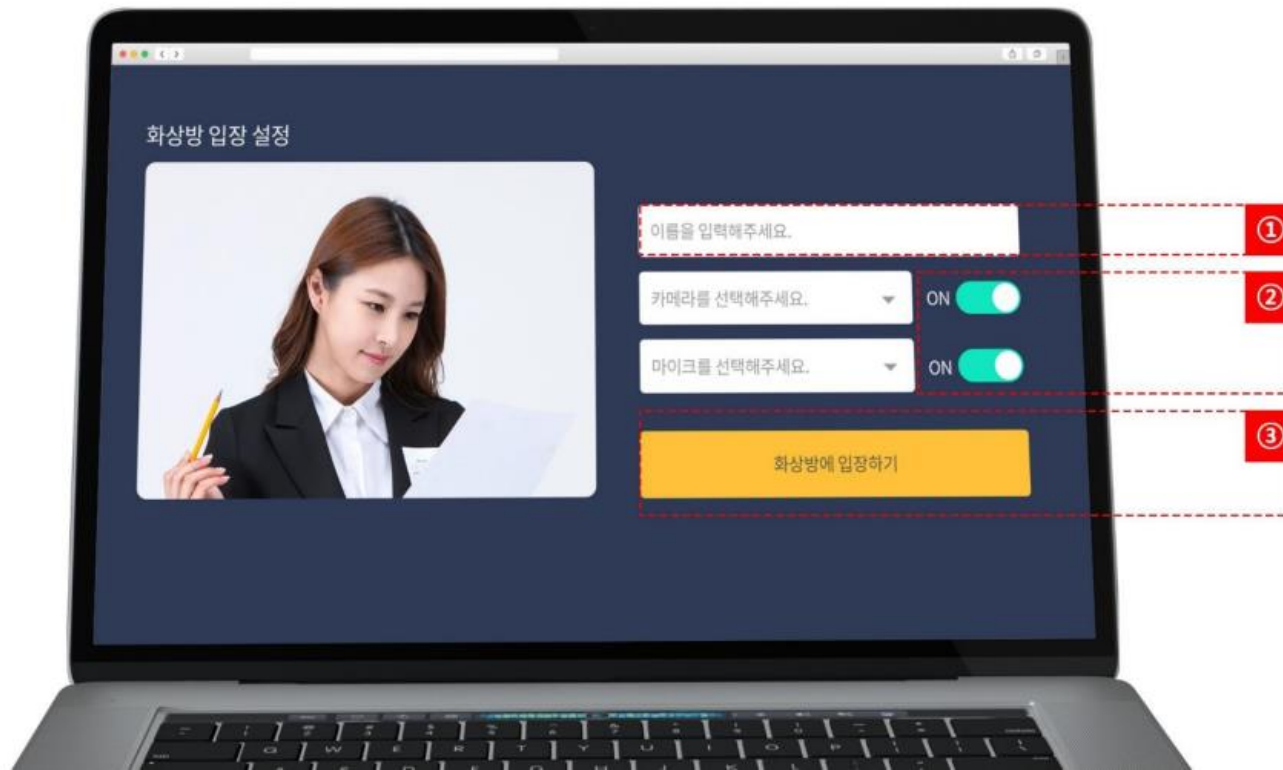 화상방 입장 설정
이름을 입력해주세요.
①
카메라를 선택해주세요.
ON
②
마이크를 선택해주세요.
ON
③
화상방에 입장하기